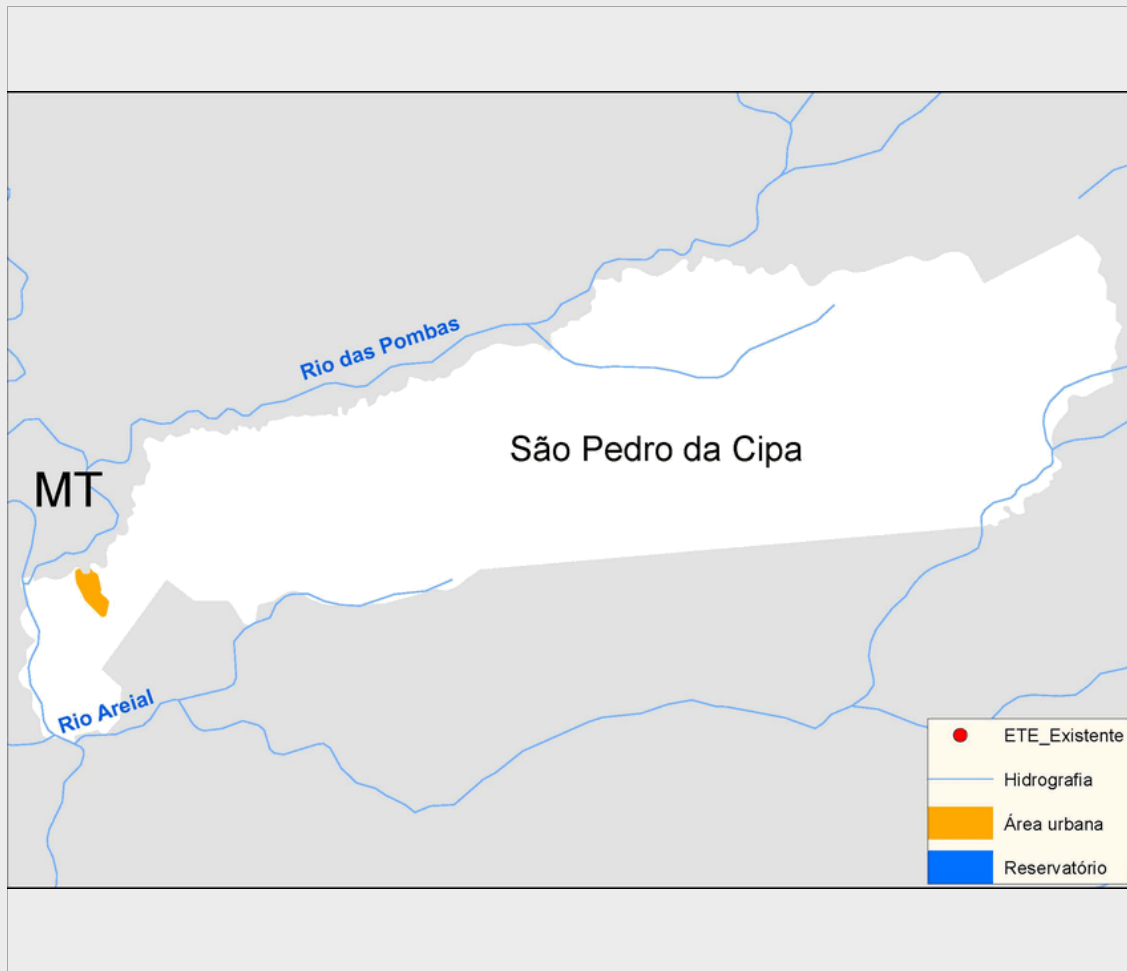 Rio das Pombas
São Pedro da Cipa
MT
Rio Areial
ETE_Existente
Hidrografia
Área urbana
Reservatório